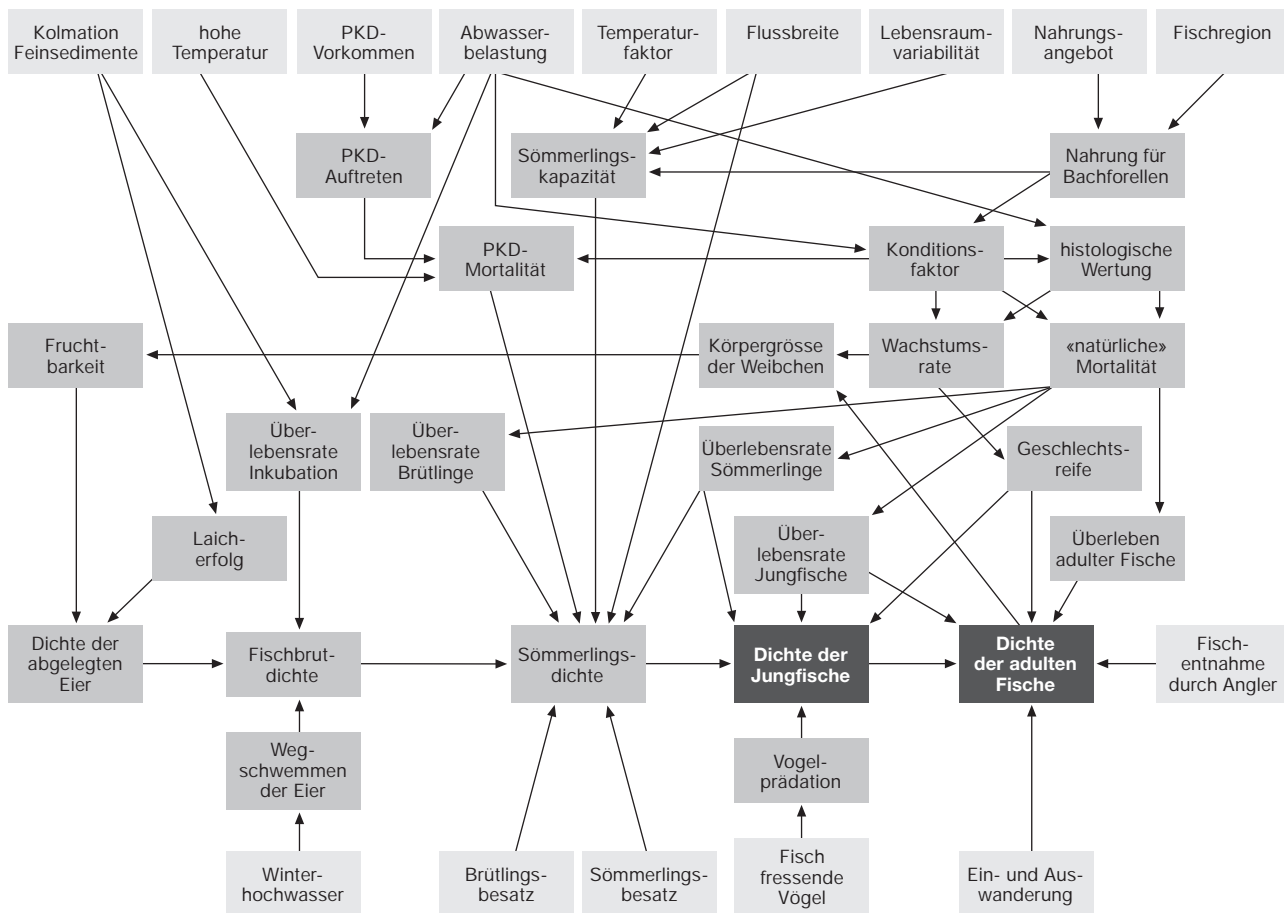 Kolmation
Feinsedimente
hohe
Temperatur
PKD-
Vorkommen
Abwasser-
belastung
Temperatur-
faktor
Flussbreite
Lebensraum-
variabilität
Nahrungs-
angebot
Fischregion
PKD-
Auftreten
Sömmerlings-
kapazität
Nahrung für
Bachforellen
PKD-
Mortalität
Konditions-
faktor
histologische
Wertung
Frucht-
barkeit
Körpergrösse
der Weibchen
Wachstums-
rate
«natürliche»
Mortalität
Über-
lebensrate
Inkubation
Über-
lebensrate
Brütlinge
Überlebensrate
Sömmerlinge
Geschlechts-
reife
Laich-
erfolg
Über-
lebensrate
Jungfische
Überleben
adulter Fische
Dichte der
abgelegten
Eier
Fischbrut-
dichte
Sömmerlings-
dichte
Dichte der
Jungfische
Dichte
der adulten
Fische
Fisch-
entnahme
durch Angler
Weg-
schwemmen
der Eier
Vogel-
prädation
Winter-
hochwasser
Brütlings-
besatz
Sömmerlings-
besatz
Fisch
fressende
Vögel
Ein- und Aus-
wanderung